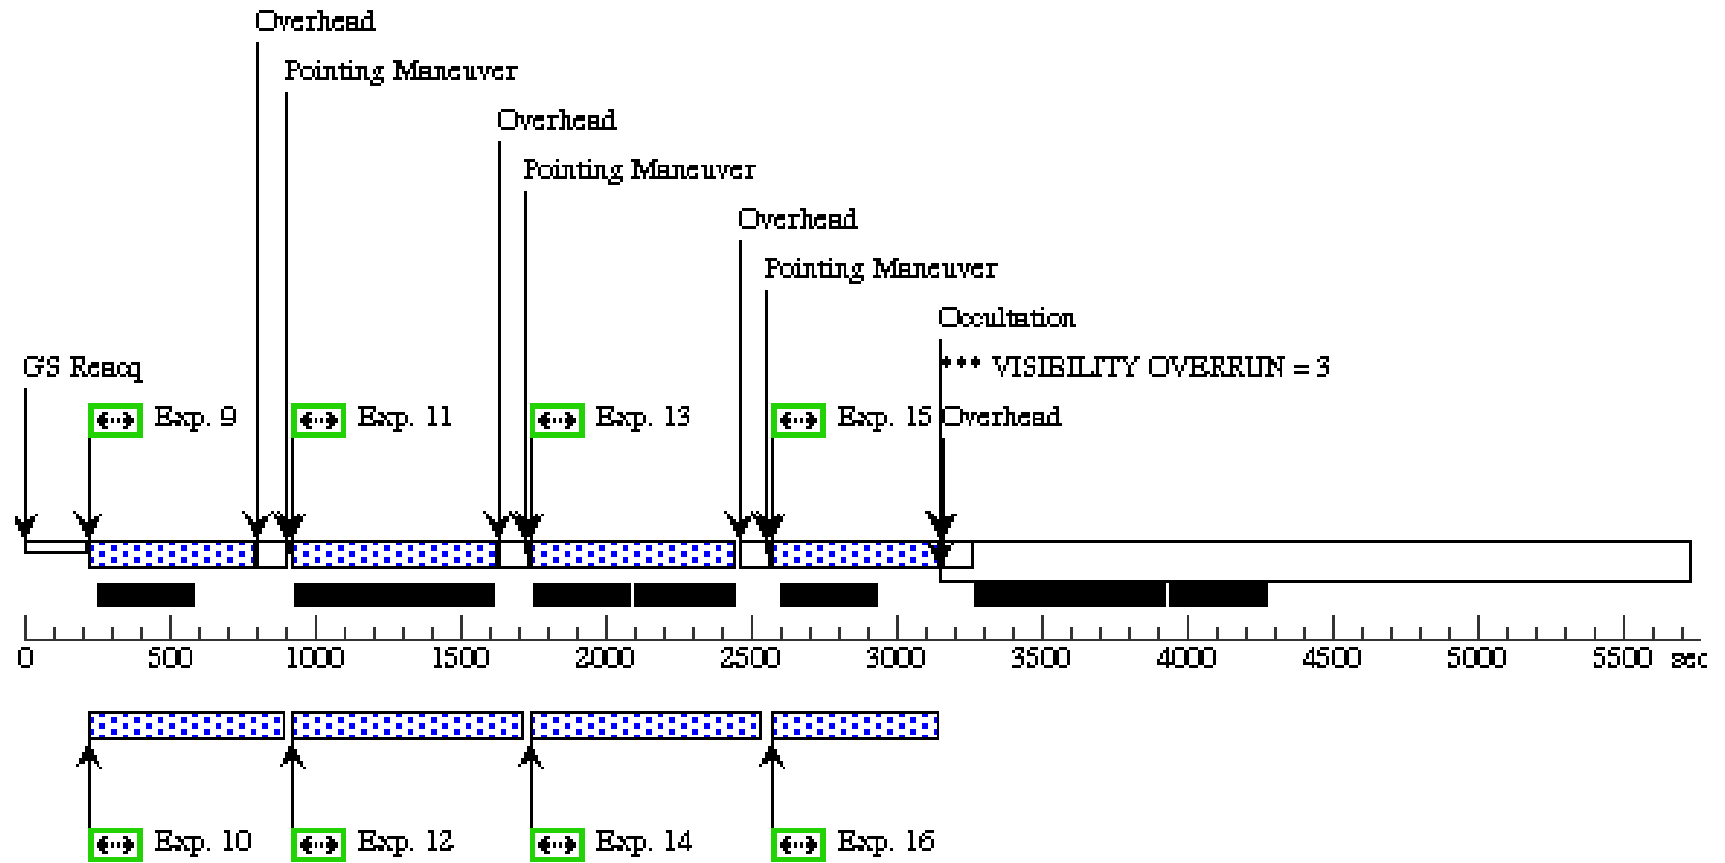 Overhead
Pointing Maneuver
Overhead
Pointing Maneuver
Overhead
Pointing Maneuver
Occultation
GS Reacq
*** VISIBILITY OVERRUN = 3
Exp. 9
Exp. 11
Exp. 13
Exp. 15
Overhead
0 500 1000 1500 2000 2500 3000 3500 4000 4500 5000 5500 sec
Exp. 10
Exp. 12
Exp. 14
Exp. 16